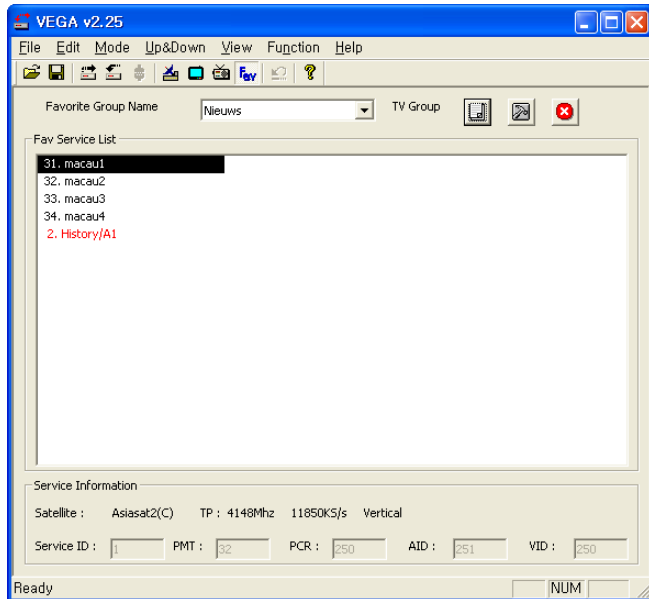 VEGA v2.25
File Edit Mode Up&Down View Function Help
Fav
Favorite Group Name Nieuws TV Group
Fav Service List
31. macau1
32. macau2
33. macau3
34. macau4
2. History/A1
Service Information
Satellite : Asiasat2(C) TP : 4148Mhz 11850KS/s Vertical
Service ID : 1 PMT : 32 PCR : 250 AID : 251 VID : 250
Ready NUM